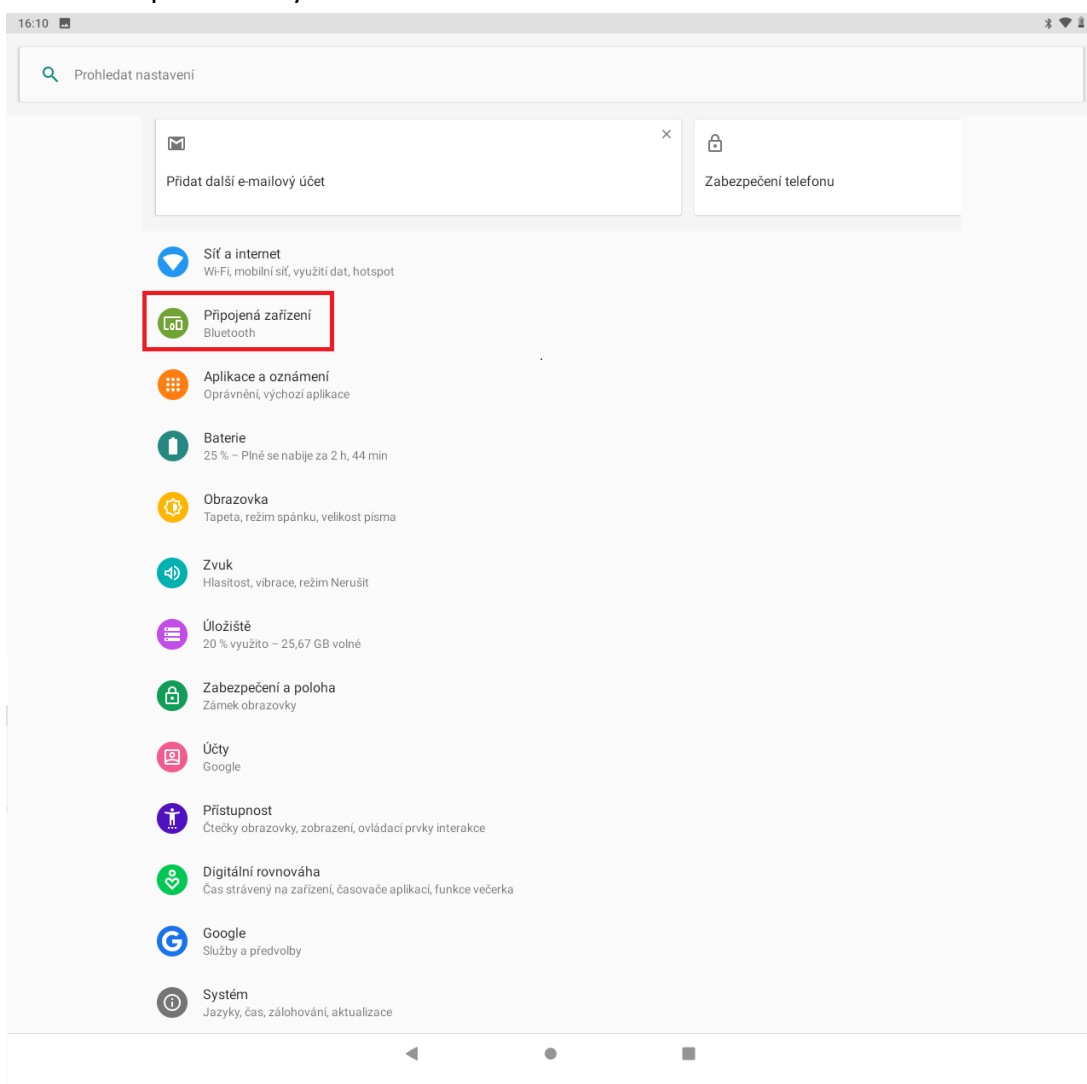 16:10
Prohledat nastavení
Přidat další e-mailový účet
Zabezpečení telefonu
Síť a internet
Wi-Fi, mobilní síť, využití dat, hotspot
Připojená zařízení
Bluetooth
Aplikace a oznámení
Oprávnění, výchozí aplikace
Baterie
25 % – Plně se nabije za 2 h, 44 min
Obrazovka
Tapeta, režim spánku, velikost písma
Zvuk
Hlasitost, vibrace, režim Nerušit
Úložiště
20 % využito – 25,67 GB volné
Zabezpečení a poloha
Zámek obrazovky
Účty
Google
Přístupnost
Čtečky obrazovky, zobrazení, ovládací prvky interakce
Digitální rovnováha
Čas strávený na zařízení, časovače aplikací, funkce večerka
Google
Služby a předvolby
Systém
Jazyky, čas, zálohování, aktualizace